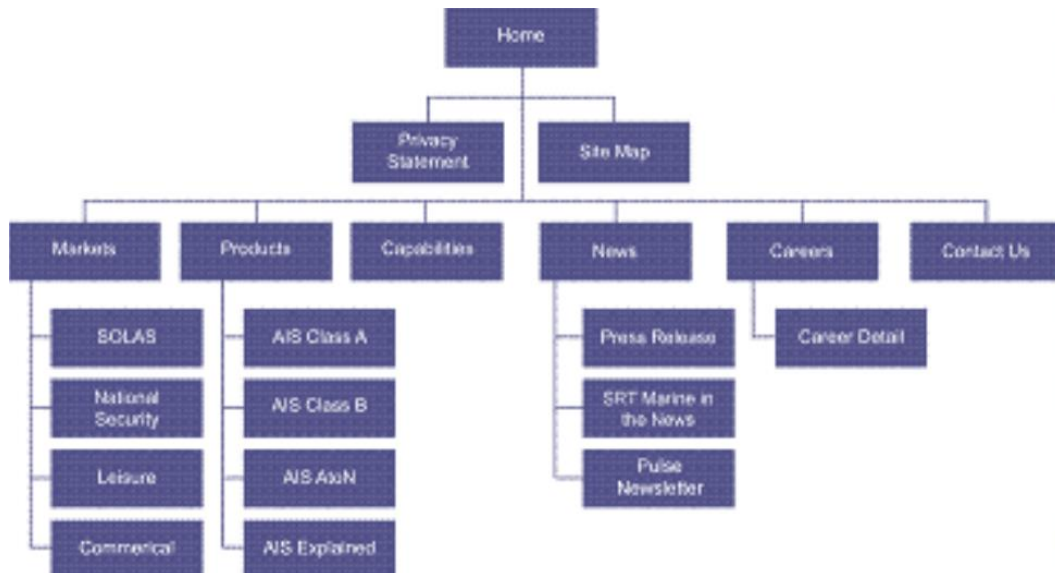 Home
Privacy
Statement
Site Map
Markets
Products
Capabilities
News
Careers
Contact Us
SOLAS
AIS Class A
Press Release
Career Detail
National
Security
AIS Class B
SRT Marine in
the News
Leisure
AIS AtoN
Pulse
Newsletter
Commerical
AIS Explained